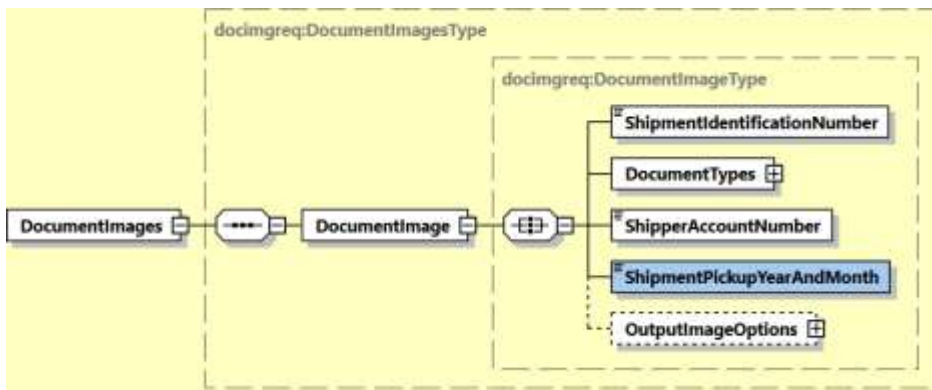 docimgreq:DocumentImagesType
docimgreq:DocumentImageType
ShipmentIdentificationNumber
DocumentTypes
DocumentImages
DocumentImage
ShipperAccountNumber
ShipmentPickupYearAndMonth
OutputImageOptions